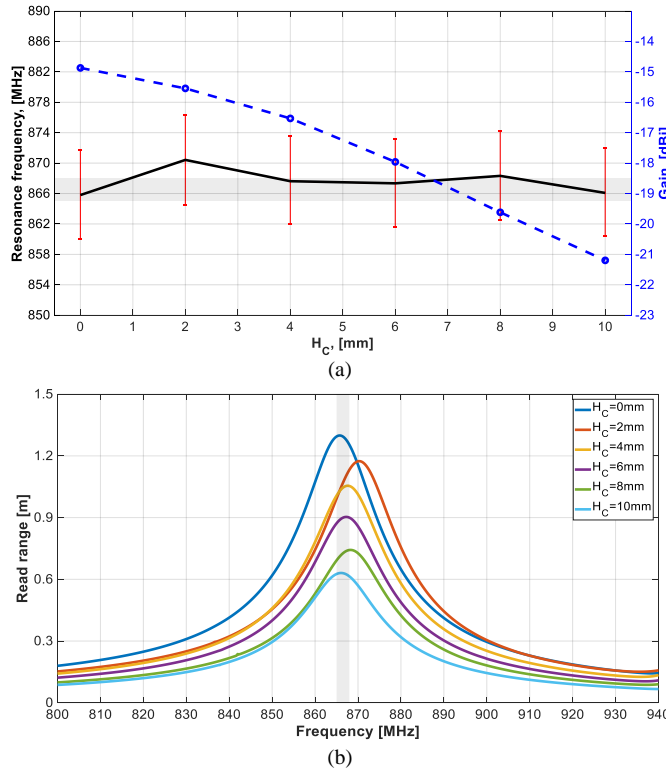 890
886
882
878
874
870
866
862
858
854
850
Resonance frequency, [MHz]
-14
-15
-16
-17
-18
-19
-20
-21
-22
-23
Gain, [dBi]
0 1 2 3 4 5 6 7 8 9 10
H_C, [mm]
(a)
1.5
1.2
0.9
0.6
0.3
0
Read range [m]
H_C=0mm
H_C=2mm
H_C=4mm
H_C=6mm
H_C=8mm
H_C=10mm
800 810 820 830 840 850 860 870 880 890 900 910 920 930 940
Frequency [MHz]
(b)